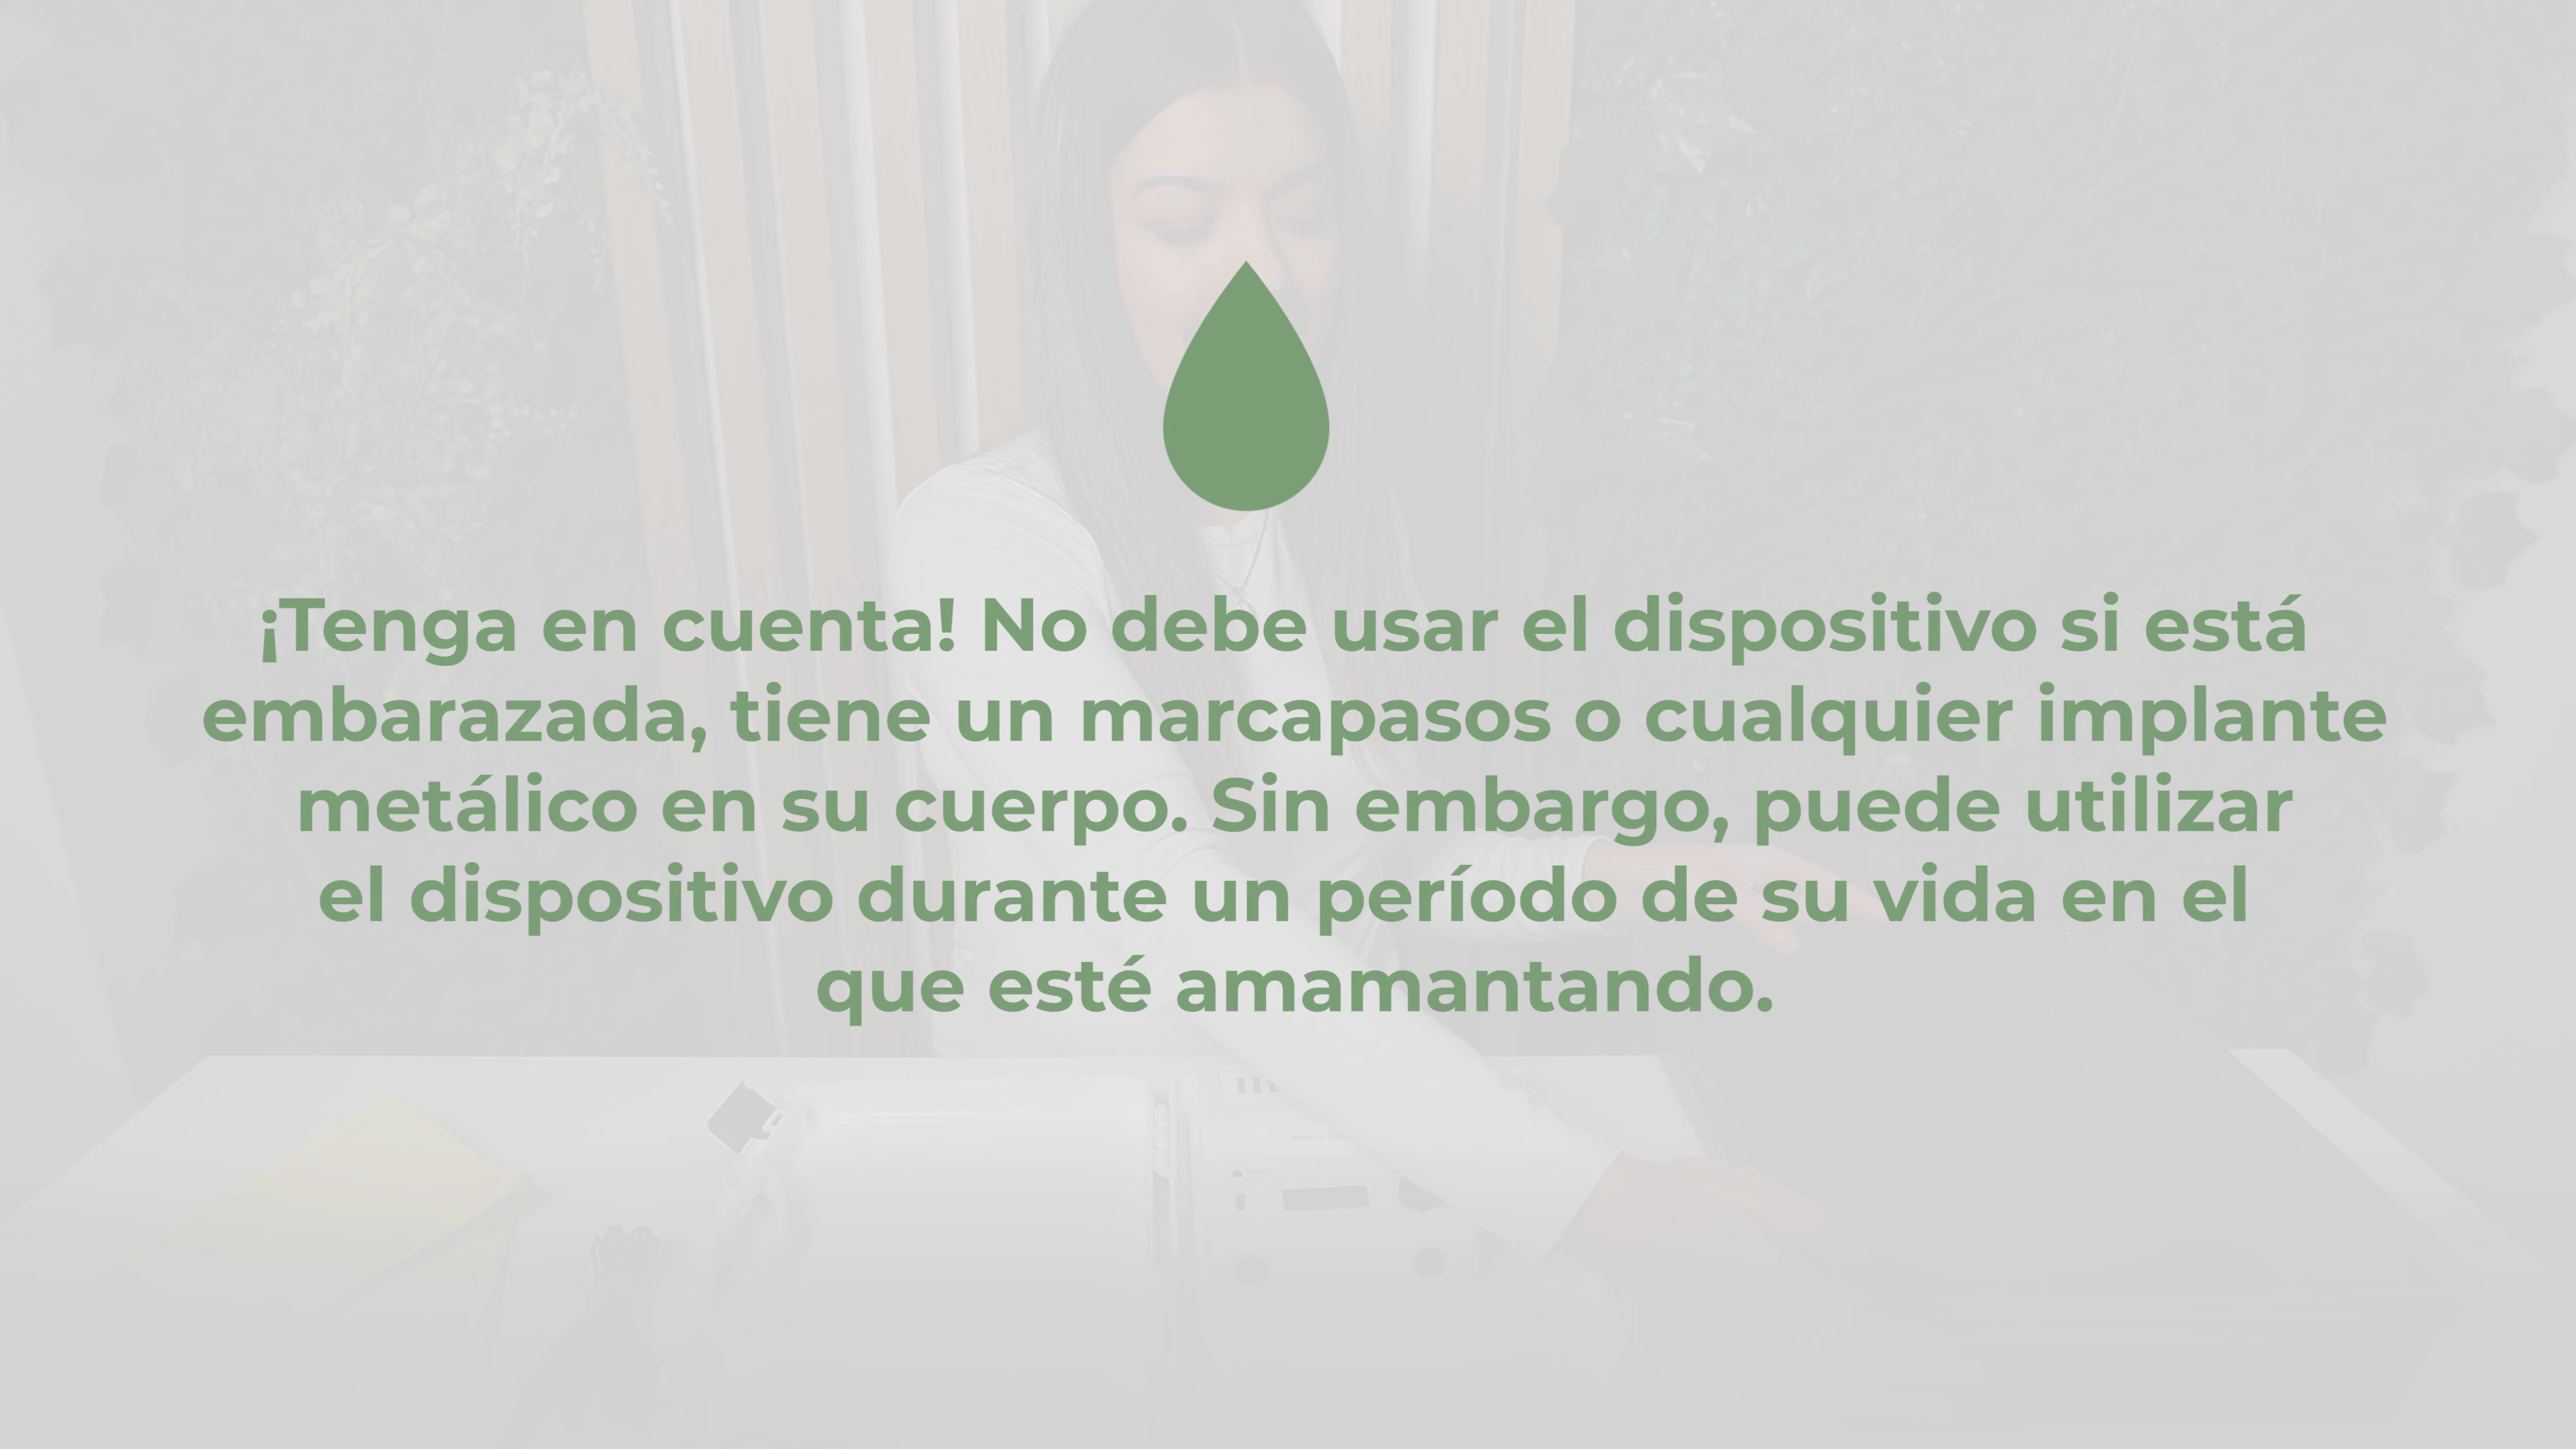 ¡Tenga en cuenta! No debe usar el dispositivo si está
embarazada, tiene un marcapasos o cualquier implante
metálico en su cuerpo. Sin embargo, puede utilizar
el dispositivo durante un período de su vida en el
que esté amamantando.